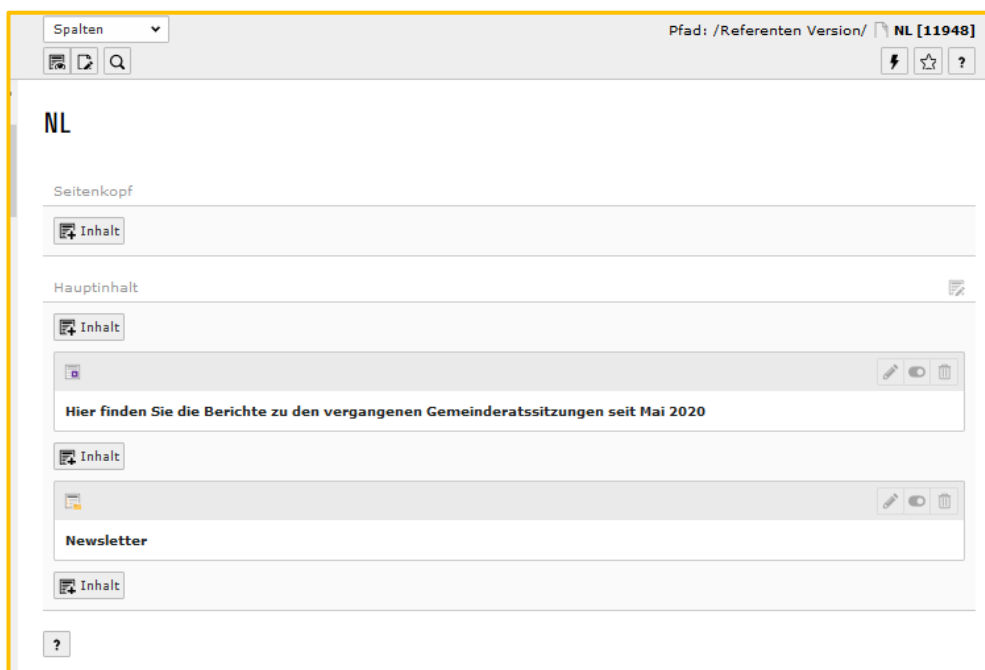 Spalten
Pfad: /Referenten Version/ NL [11948]
?
NL
Seitenkopf
Inhalt
Hauptinhalt
Inhalt
Hier finden Sie die Berichte zu den vergangenen Gemeinderatssitzungen seit Mai 2020
Inhalt
Newsletter
Inhalt
?